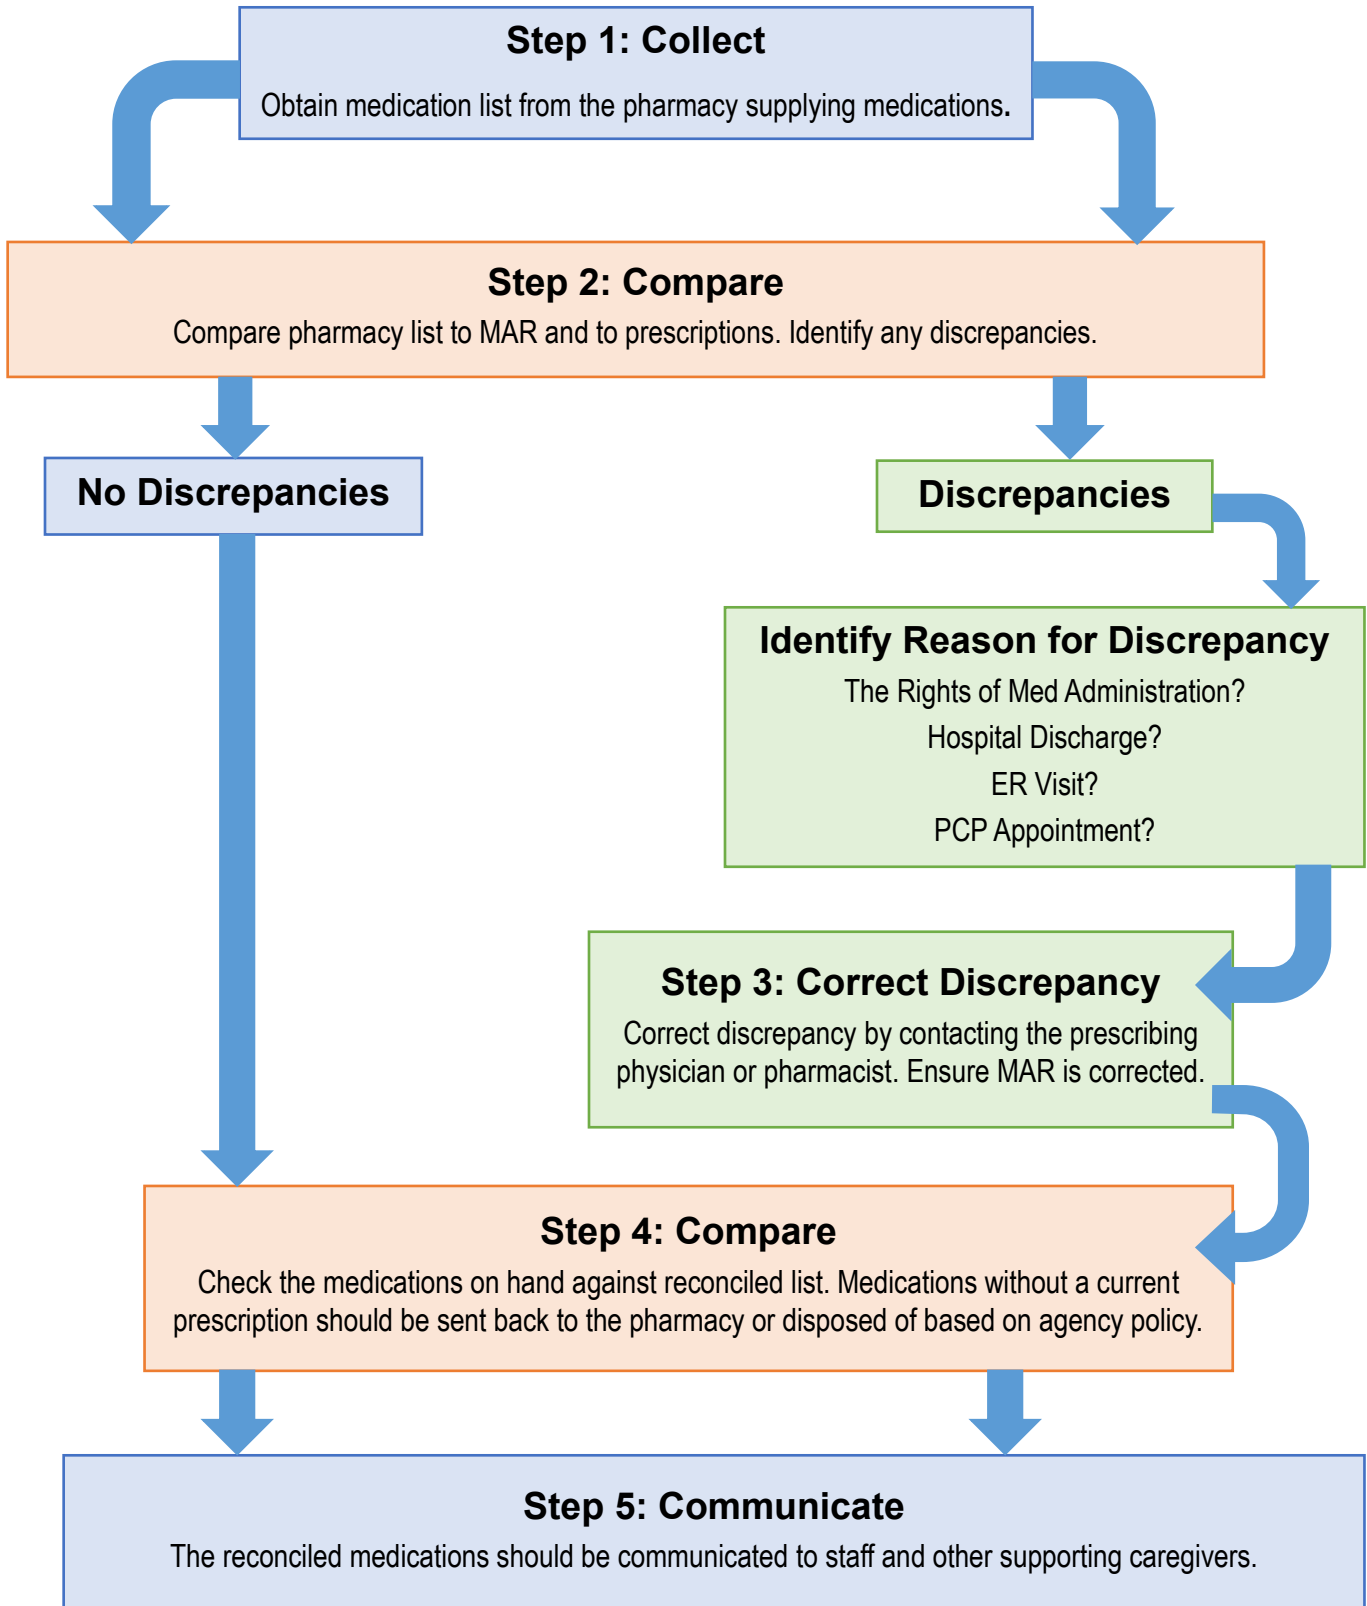 Step 1: Collect
Obtain medication list from the pharmacy supplying medications.
Step 2: Compare
Compare pharmacy list to MAR and to prescriptions. Identify any discrepancies.
No Discrepancies
Discrepancies
Identify Reason for Discrepancy
The Rights of Med Administration?
Hospital Discharge?
ER Visit?
PCP Appointment?
Step 3: Correct Discrepancy
Correct discrepancy by contacting the prescribing
physician or pharmacist. Ensure MAR is corrected.
Step 4: Compare
Check the medications on hand against reconciled list. Medications without a current
prescription should be sent back to the pharmacy or disposed of based on agency policy.
Step 5: Communicate
The reconciled medications should be communicated to staff and other supporting caregivers.